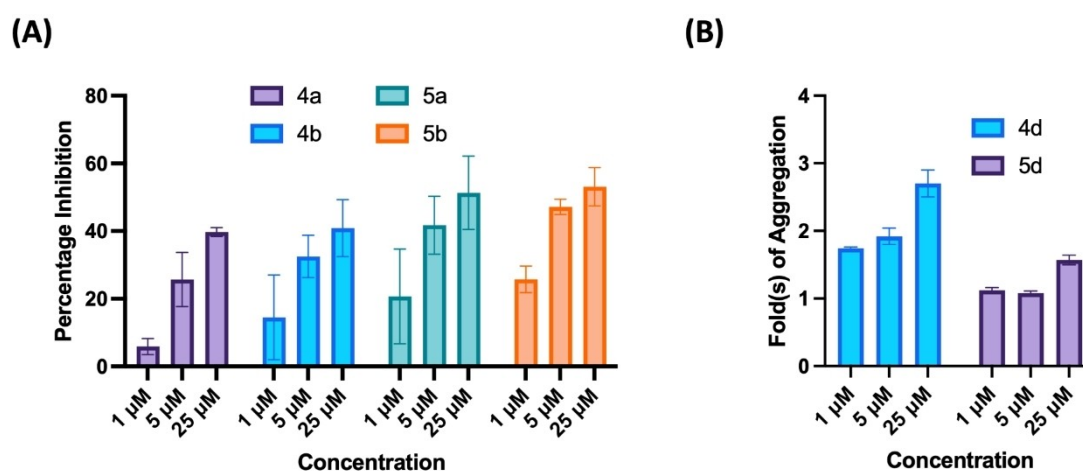 (A)
4a
5a
4b
5b
Percentage Inhibition
80
60
40
20
0
1 µM
5 µM
25 µM
1 µM
5 µM
25 µM
1 µM
5 µM
25 µM
1 µM
5 µM
25 µM
Concentration
(B)
4d
5d
Fold(s) of Aggregation
4
3
2
1
0
1 µM
5 µM
25 µM
1 µM
5 µM
25 µM
Concentration